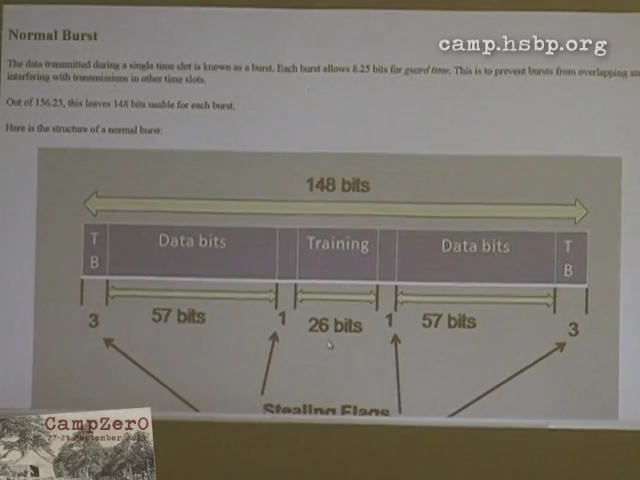 camp.hsbp.org
Normal Burst
The data transmitted during a single time slot is known as a burst. Each burst allows 8.25 bits for guard time. This is to prevent bursts from overlapping an
interfering with transmissions in other time slots.
Out of 156.25, this leaves 148 bits usable for each burst.
Here is the structure of a normal burst:
148 bits
T B Data bits Training Data bits T B
3 57 bits 1 26 bits 1 57 bits 3
Stealing Flags
CampZerO
September